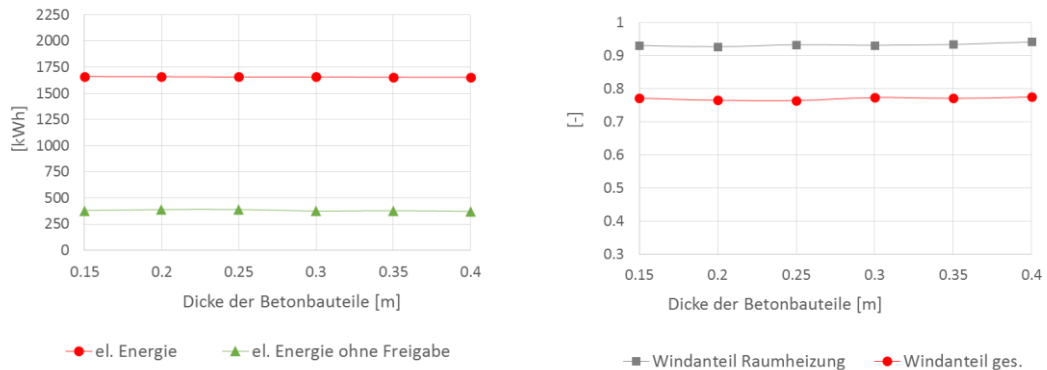 2250
2000
1750
1500
1250
1000
750
500
250
0
[kWh]
0.15 0.2 0.25 0.3 0.35 0.4
Dicke der Betonbauteile [m]
el. Energie el. Energie ohne Freigabe
1
0.9
0.8
0.7
0.6
0.5
0.4
0.3
[-]
0.15 0.2 0.25 0.3 0.35 0.4
Dicke der Betonbauteile [m]
Windanteil Raumheizung Windanteil ges.